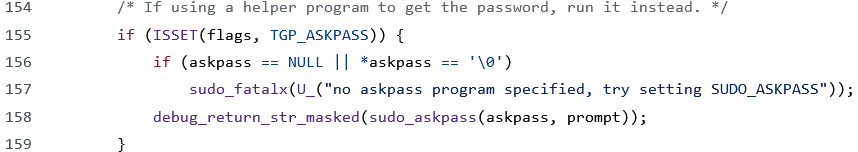 154 /* If using a helper program to get the password, run it instead. */
155 if (ISSET(flags, TGP_ASKPASS)) {
156 if (askpass == NULL || *askpass == '\0')
157 sudo_fatalx(U_("no askpass program specified, try setting SUDO_ASKPASS"));
158 debug_return_str_masked(sudo_askpass(askpass, prompt));
159 }